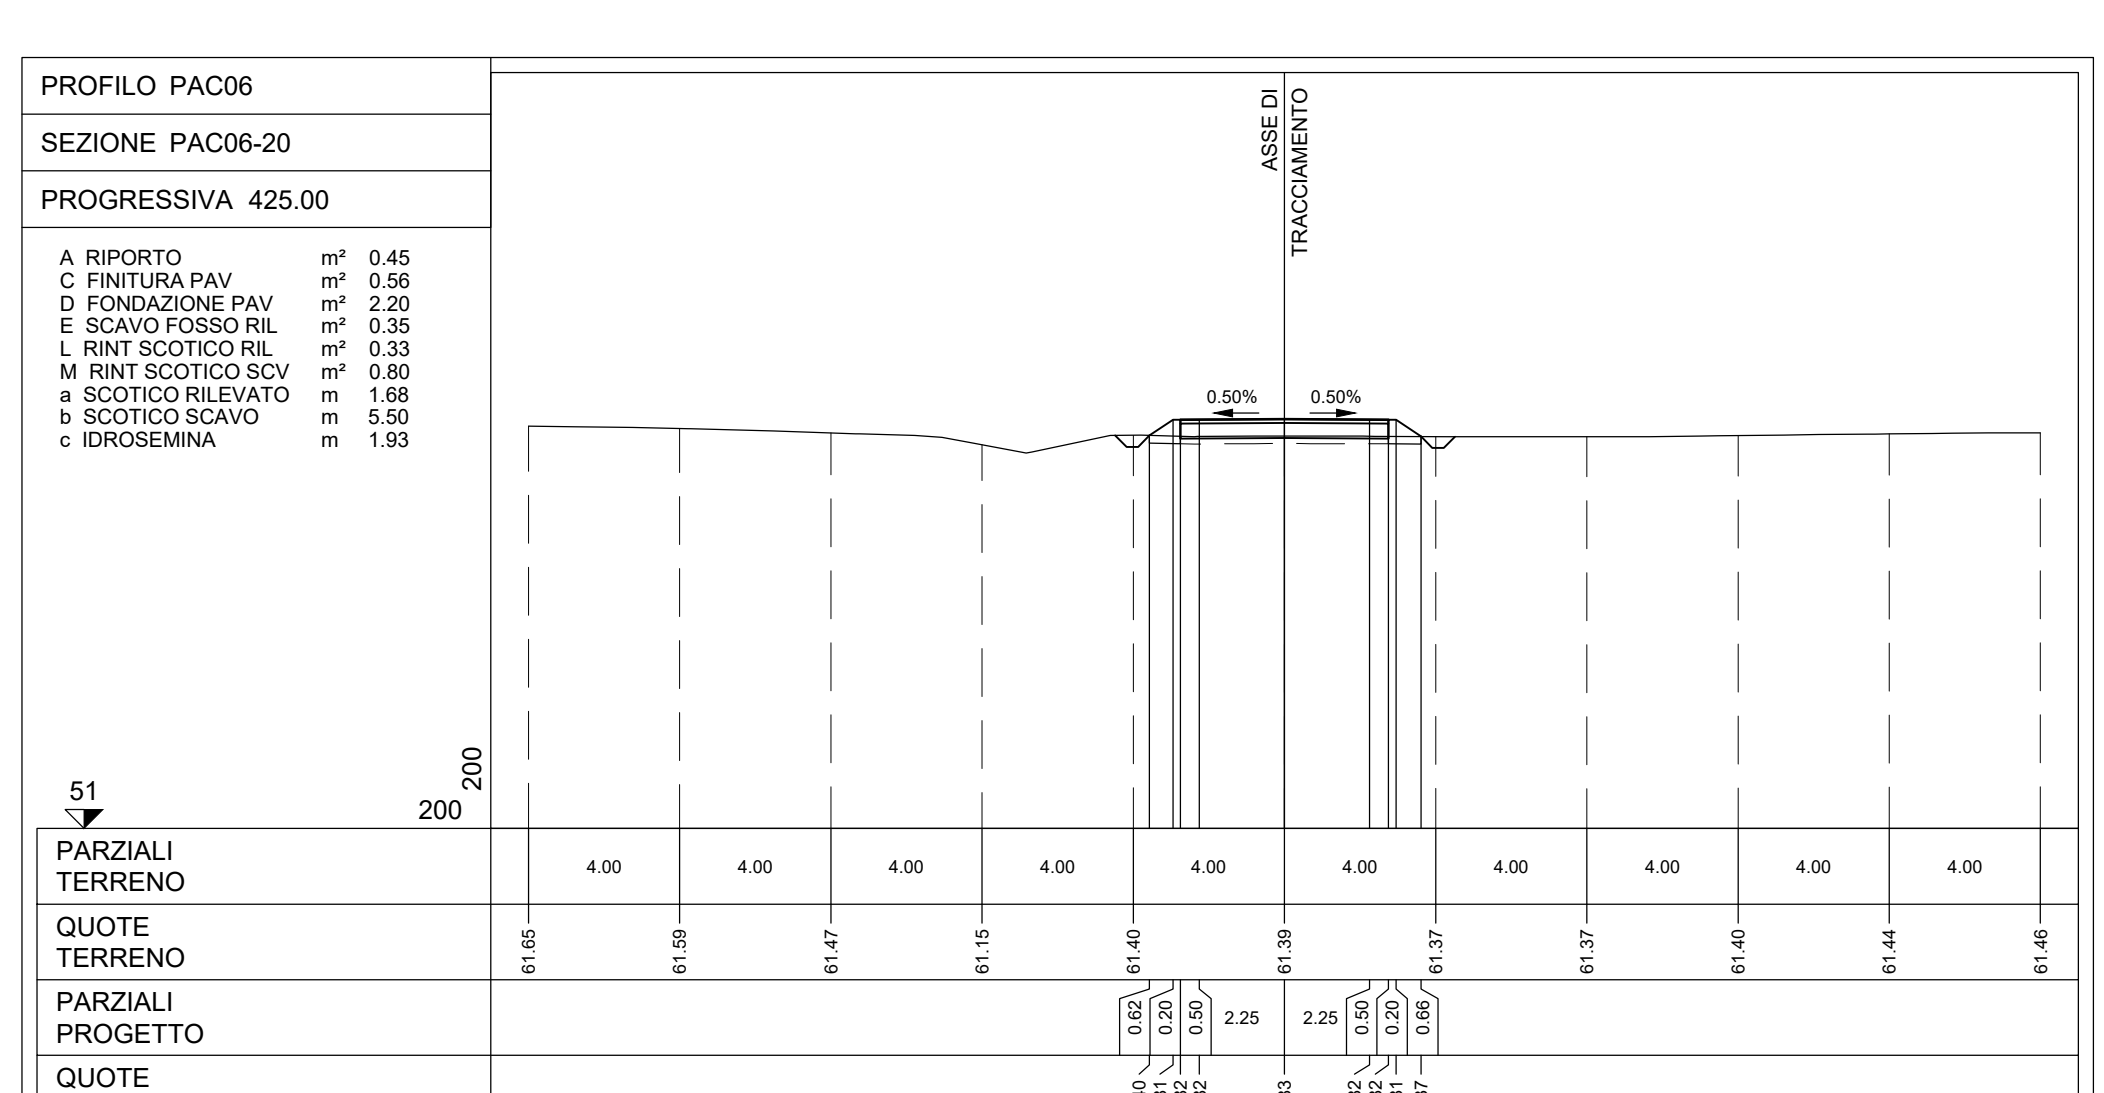 PROFILO PAC06
SEZIONE PAC06-20
PROGRESSIVA 425.00
A RIPORTO m² 0.45
C FINITURA PAV m² 0.56
D FONDAZIONE PAV m² 2.20
E SCAVO FOSSO RIL m² 0.35
L RINT SCOTICO RIL m² 0.33
M RINT SCOTICO SCV m² 0.80
a SCOTICO RILEVATO m 1.68
b SCOTICO SCAVO m 5.50
c IDROSEMINA m 1.93
ASSE DI
TRACCIAMENTO
0.50% 0.50%
51
200
200
PARZIALI
TERRENO
4.00 4.00 4.00 4.00 4.00 4.00 4.00 4.00 4.00 4.00
QUOTE
TERRENO
61.65 61.59 61.47 61.15 61.40 61.39 61.37 61.37 61.40 61.44 61.46
PARZIALI
PROGETTO
0.62 0.20 0.50 2.25 2.25 0.50 0.20 0.66
QUOTE